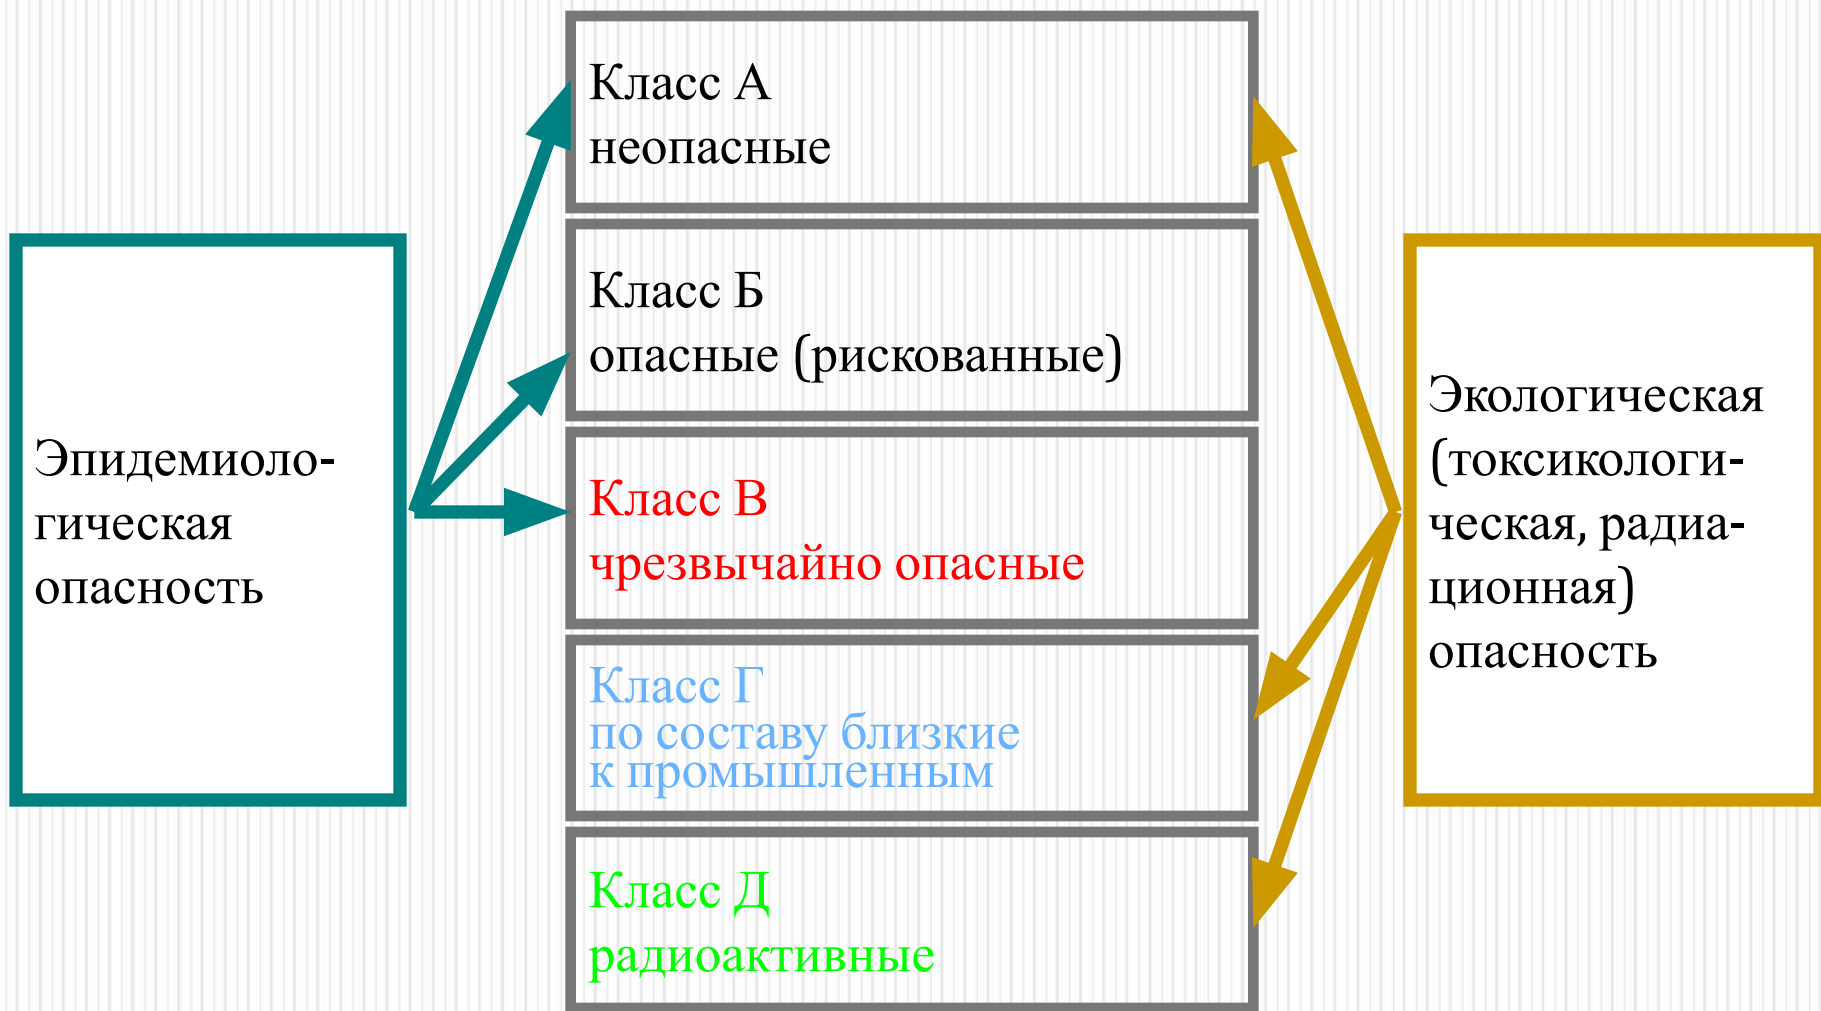 Эпидемиоло-
гическая
опасность
Класс А
неопасные
Класс Б
опасные (рискованные)
Класс В
чрезвычайно опасные
Класс Г
по составу близкие
к промышленным
Класс Д
радиоактивные
Экологическая
(токсикологи-
ческая, радиа-
ционная)
опасность